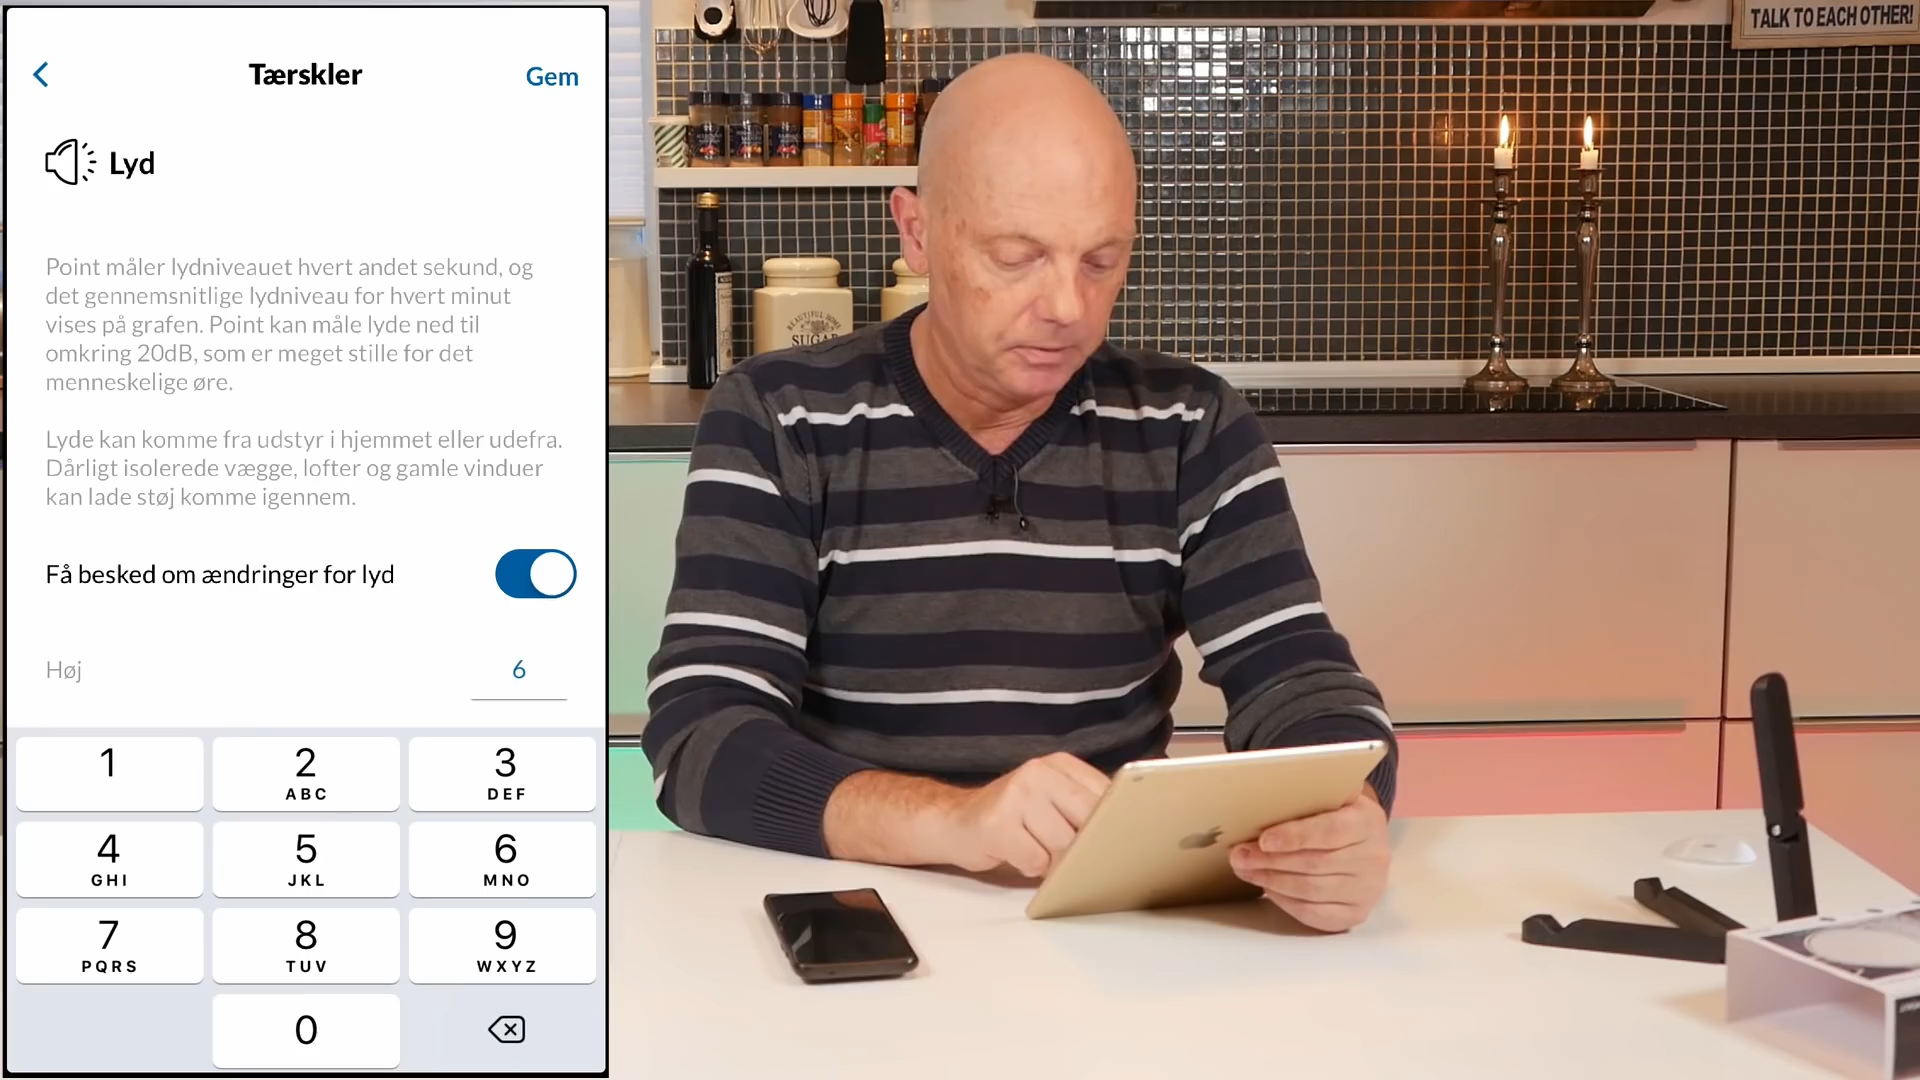 Tærskler
Gem
Lyd
Point måler lydniveauet hvert andet sekund, og
det gennemsnitlige lydniveau for hvert minut
vises på grafen. Point kan måle lyde ned til
omkring 20dB, som er meget stille for det
menneskelige øre.
Lyde kan komme fra udstyr i hjemmet eller udefra.
Dårligt isolerede vægge, lofter og gamle vinduer
kan lade støj komme igennem.
Få besked om ændringer for lyd
Høj
6
1
2
ABC
3
DEF
4
GHI
5
JKL
6
MNO
7
PQRS
8
TUV
9
WXYZ
0
TALK TO EACH OTHER!
BEAUTIFUL HOME
SUGAR